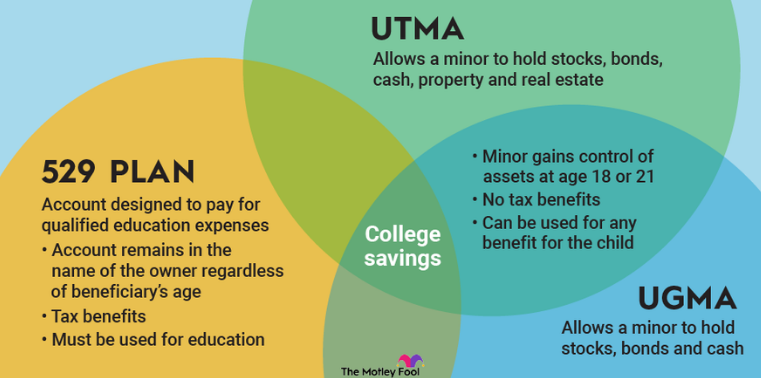 UTMA
Allows a minor to hold stocks, bonds,
cash, property and real estate
529 PLAN
Account designed to pay for
qualified education expenses
• Account remains in the
name of the owner regardless
of beneficiary's age
• Tax benefits
• Must be used for education
College
savings
• Minor gains control of
assets at age 18 or 21
• No tax benefits
• Can be used for any
benefit for the child
UGMA
Allows a minor to hold
stocks, bonds and cash
The Motley Fool